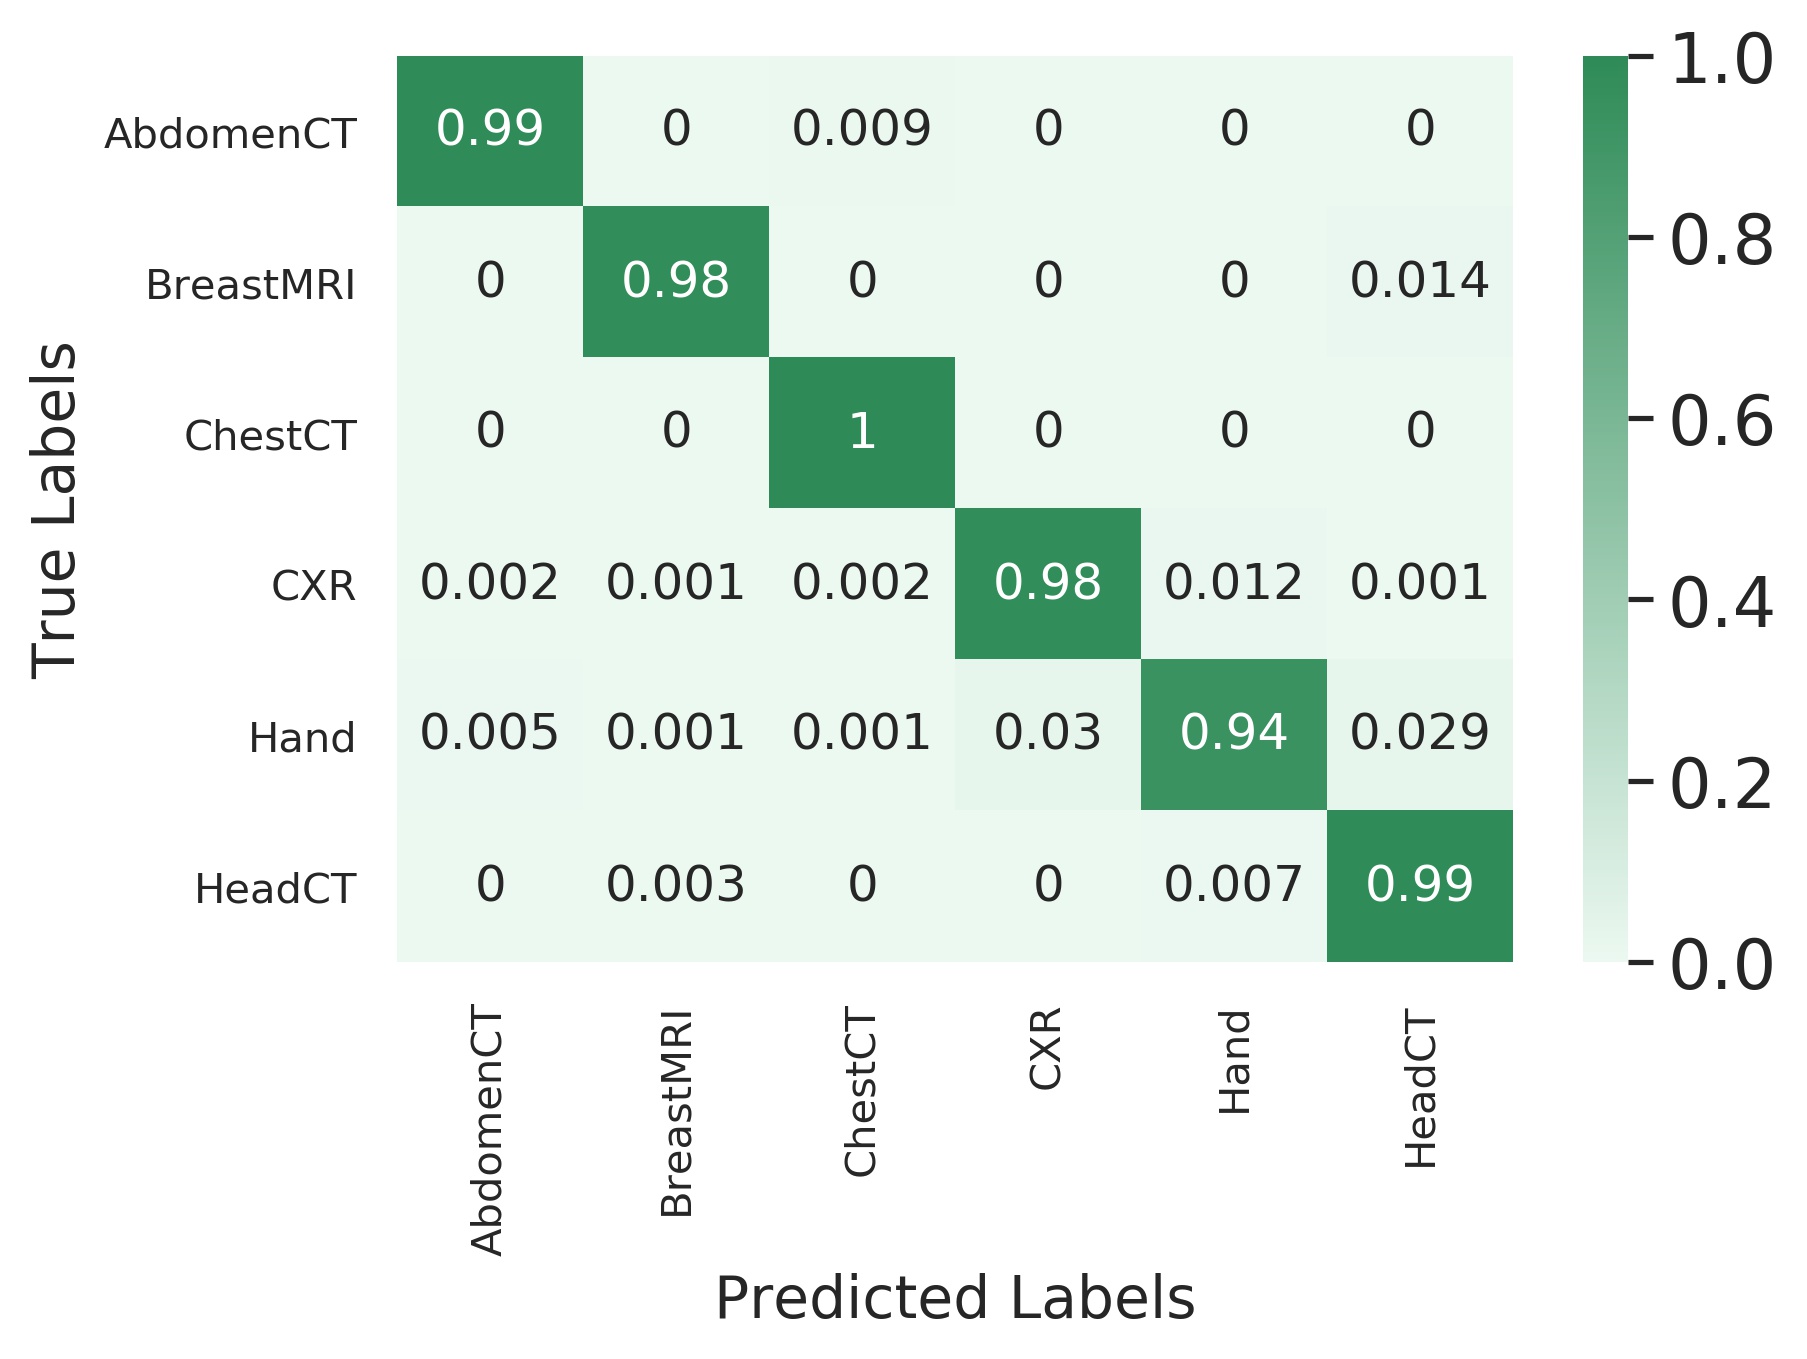 AbdomenCT 0.99 0 0.009 0 0 0
BreastMRI 0 0.98 0 0 0 0.014
ChestCT 0 0 1 0 0 0
CXR 0.002 0.001 0.002 0.98 0.012 0.001
Hand 0.005 0.001 0.001 0.03 0.94 0.029
HeadCT 0 0.003 0 0 0.007 0.99
True Labels
AbdomenCT
BreastMRI
ChestCT
CXR
Hand
HeadCT
Predicted Labels
1.0
0.8
0.6
0.4
0.2
0.0